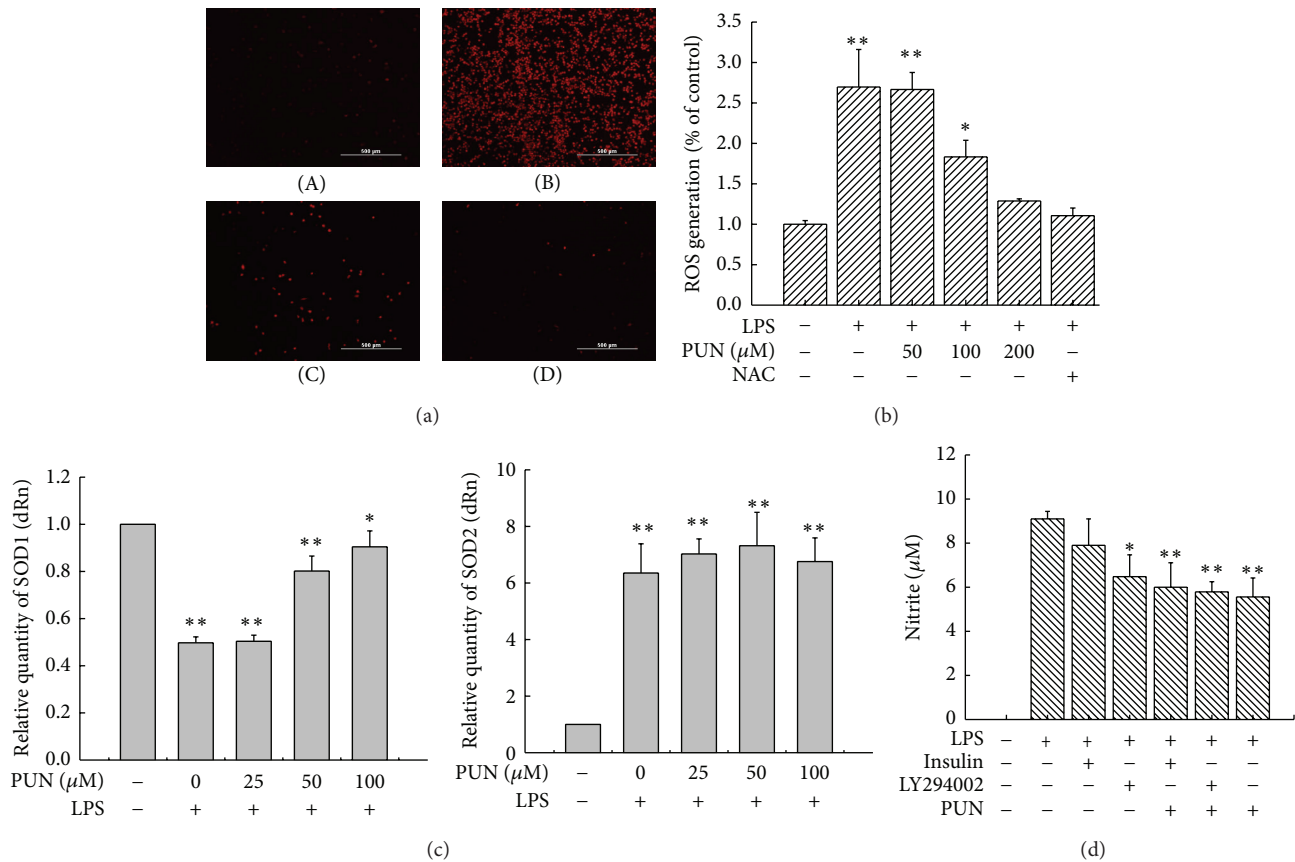 500 μm
500 μm
(A)
(B)
500 μm
500 μm
(C)
(D)
(a)
ROS generation (% of control)
3.5
3.0
2.5
2.0
1.5
1.0
0.5
0.0
** ** *
LPS − + + + + +
PUN (μM) − − 50 100 200 −
NAC − − − − − +
(b)
Relative quantity of SOD1 (dRn)
1.2
1.0
0.8
0.6
0.4
0.2
0.0
** ** ** *
PUN (μM) − 0 25 50 100
LPS − + + + +
Relative quantity of SOD2 (dRn)
10
8
6
4
2
0
** ** ** **
PUN (μM) − 0 25 50 100
LPS − + + + +
(c)
Nitrite (μM)
12
10
8
6
4
2
0
* ** ** **
LPS − + + + + + +
Insulin − − + − + − −
LY294002 − − − + − + −
PUN − − − − + + +
(d)